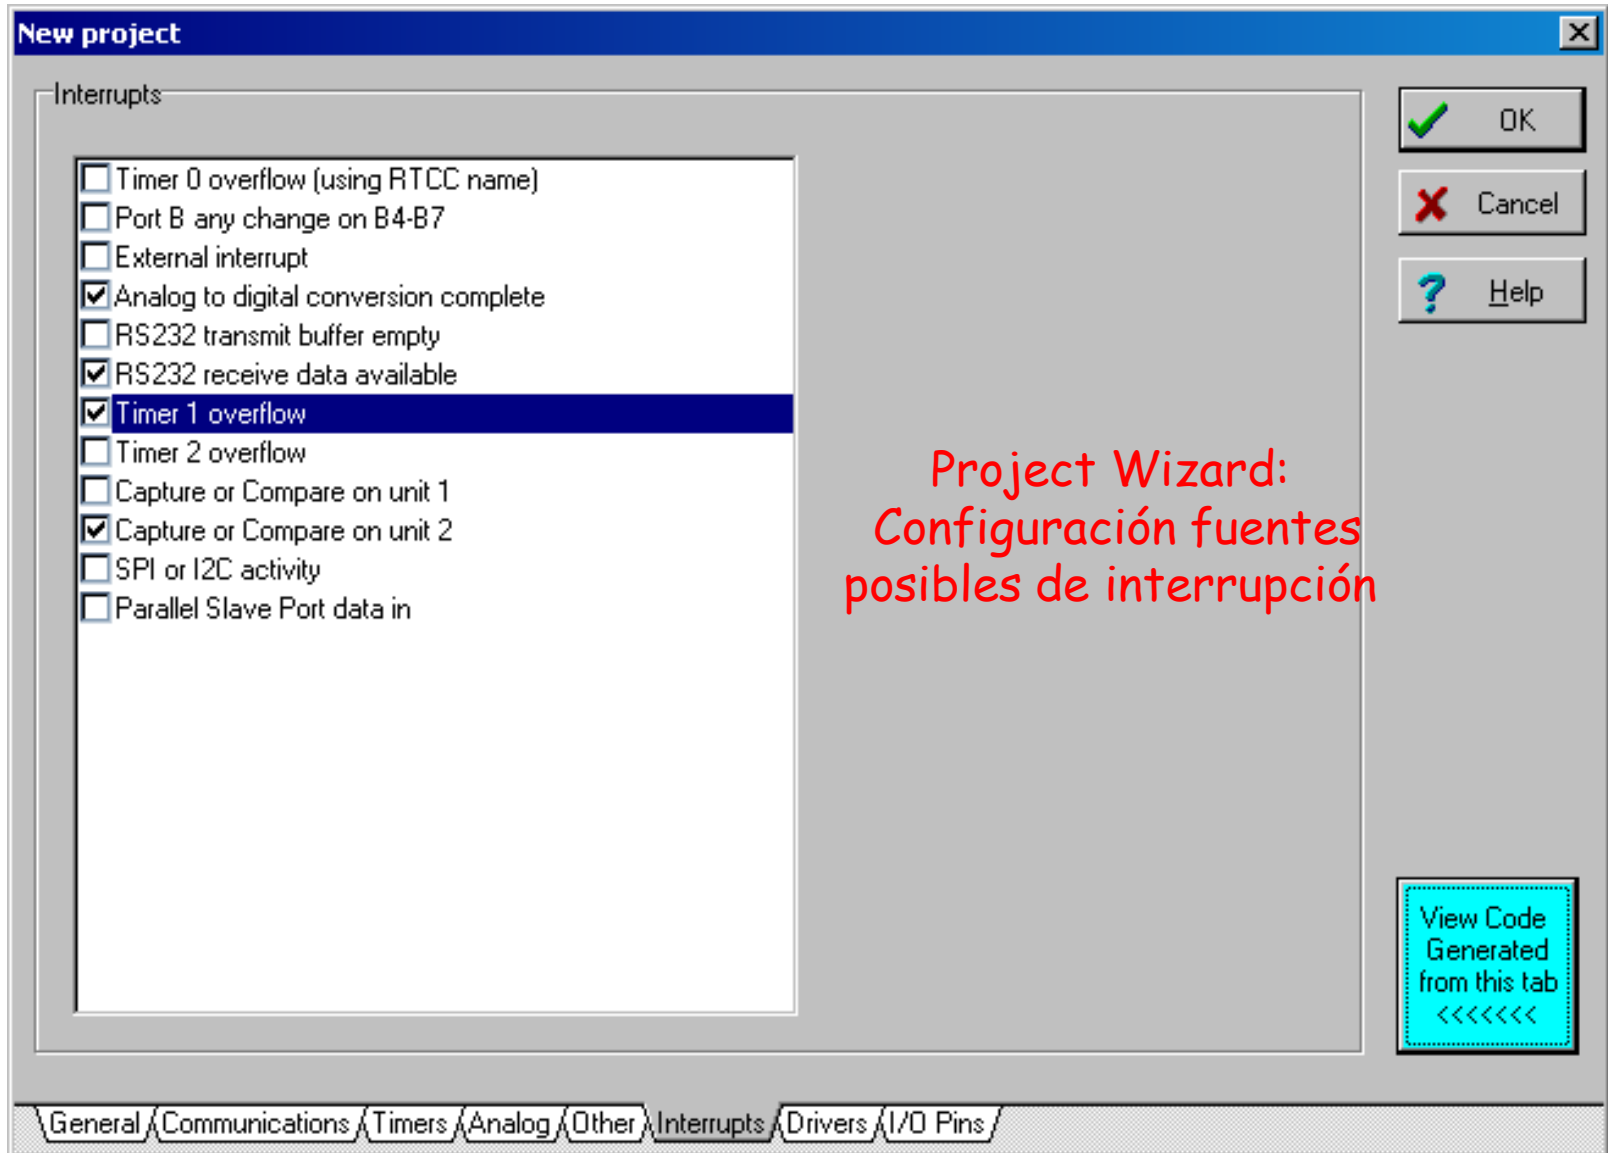 New project
Interrupts
Timer 0 overflow (using RTCC name)
Port B any change on B4-B7
External interrupt
Analog to digital conversion complete
RS232 transmit buffer empty
RS232 receive data available
Timer 1 overflow
Timer 2 overflow
Capture or Compare on unit 1
Capture or Compare on unit 2
SPI or I2C activity
Parallel Slave Port data in
Project Wizard:
Configuración fuentes
posibles de interrupción
OK
Cancel
Help
View Code
Generated
from this tab
<<<<<<<
General Communications Timers Analog Other Interrupts Drivers I/O Pins